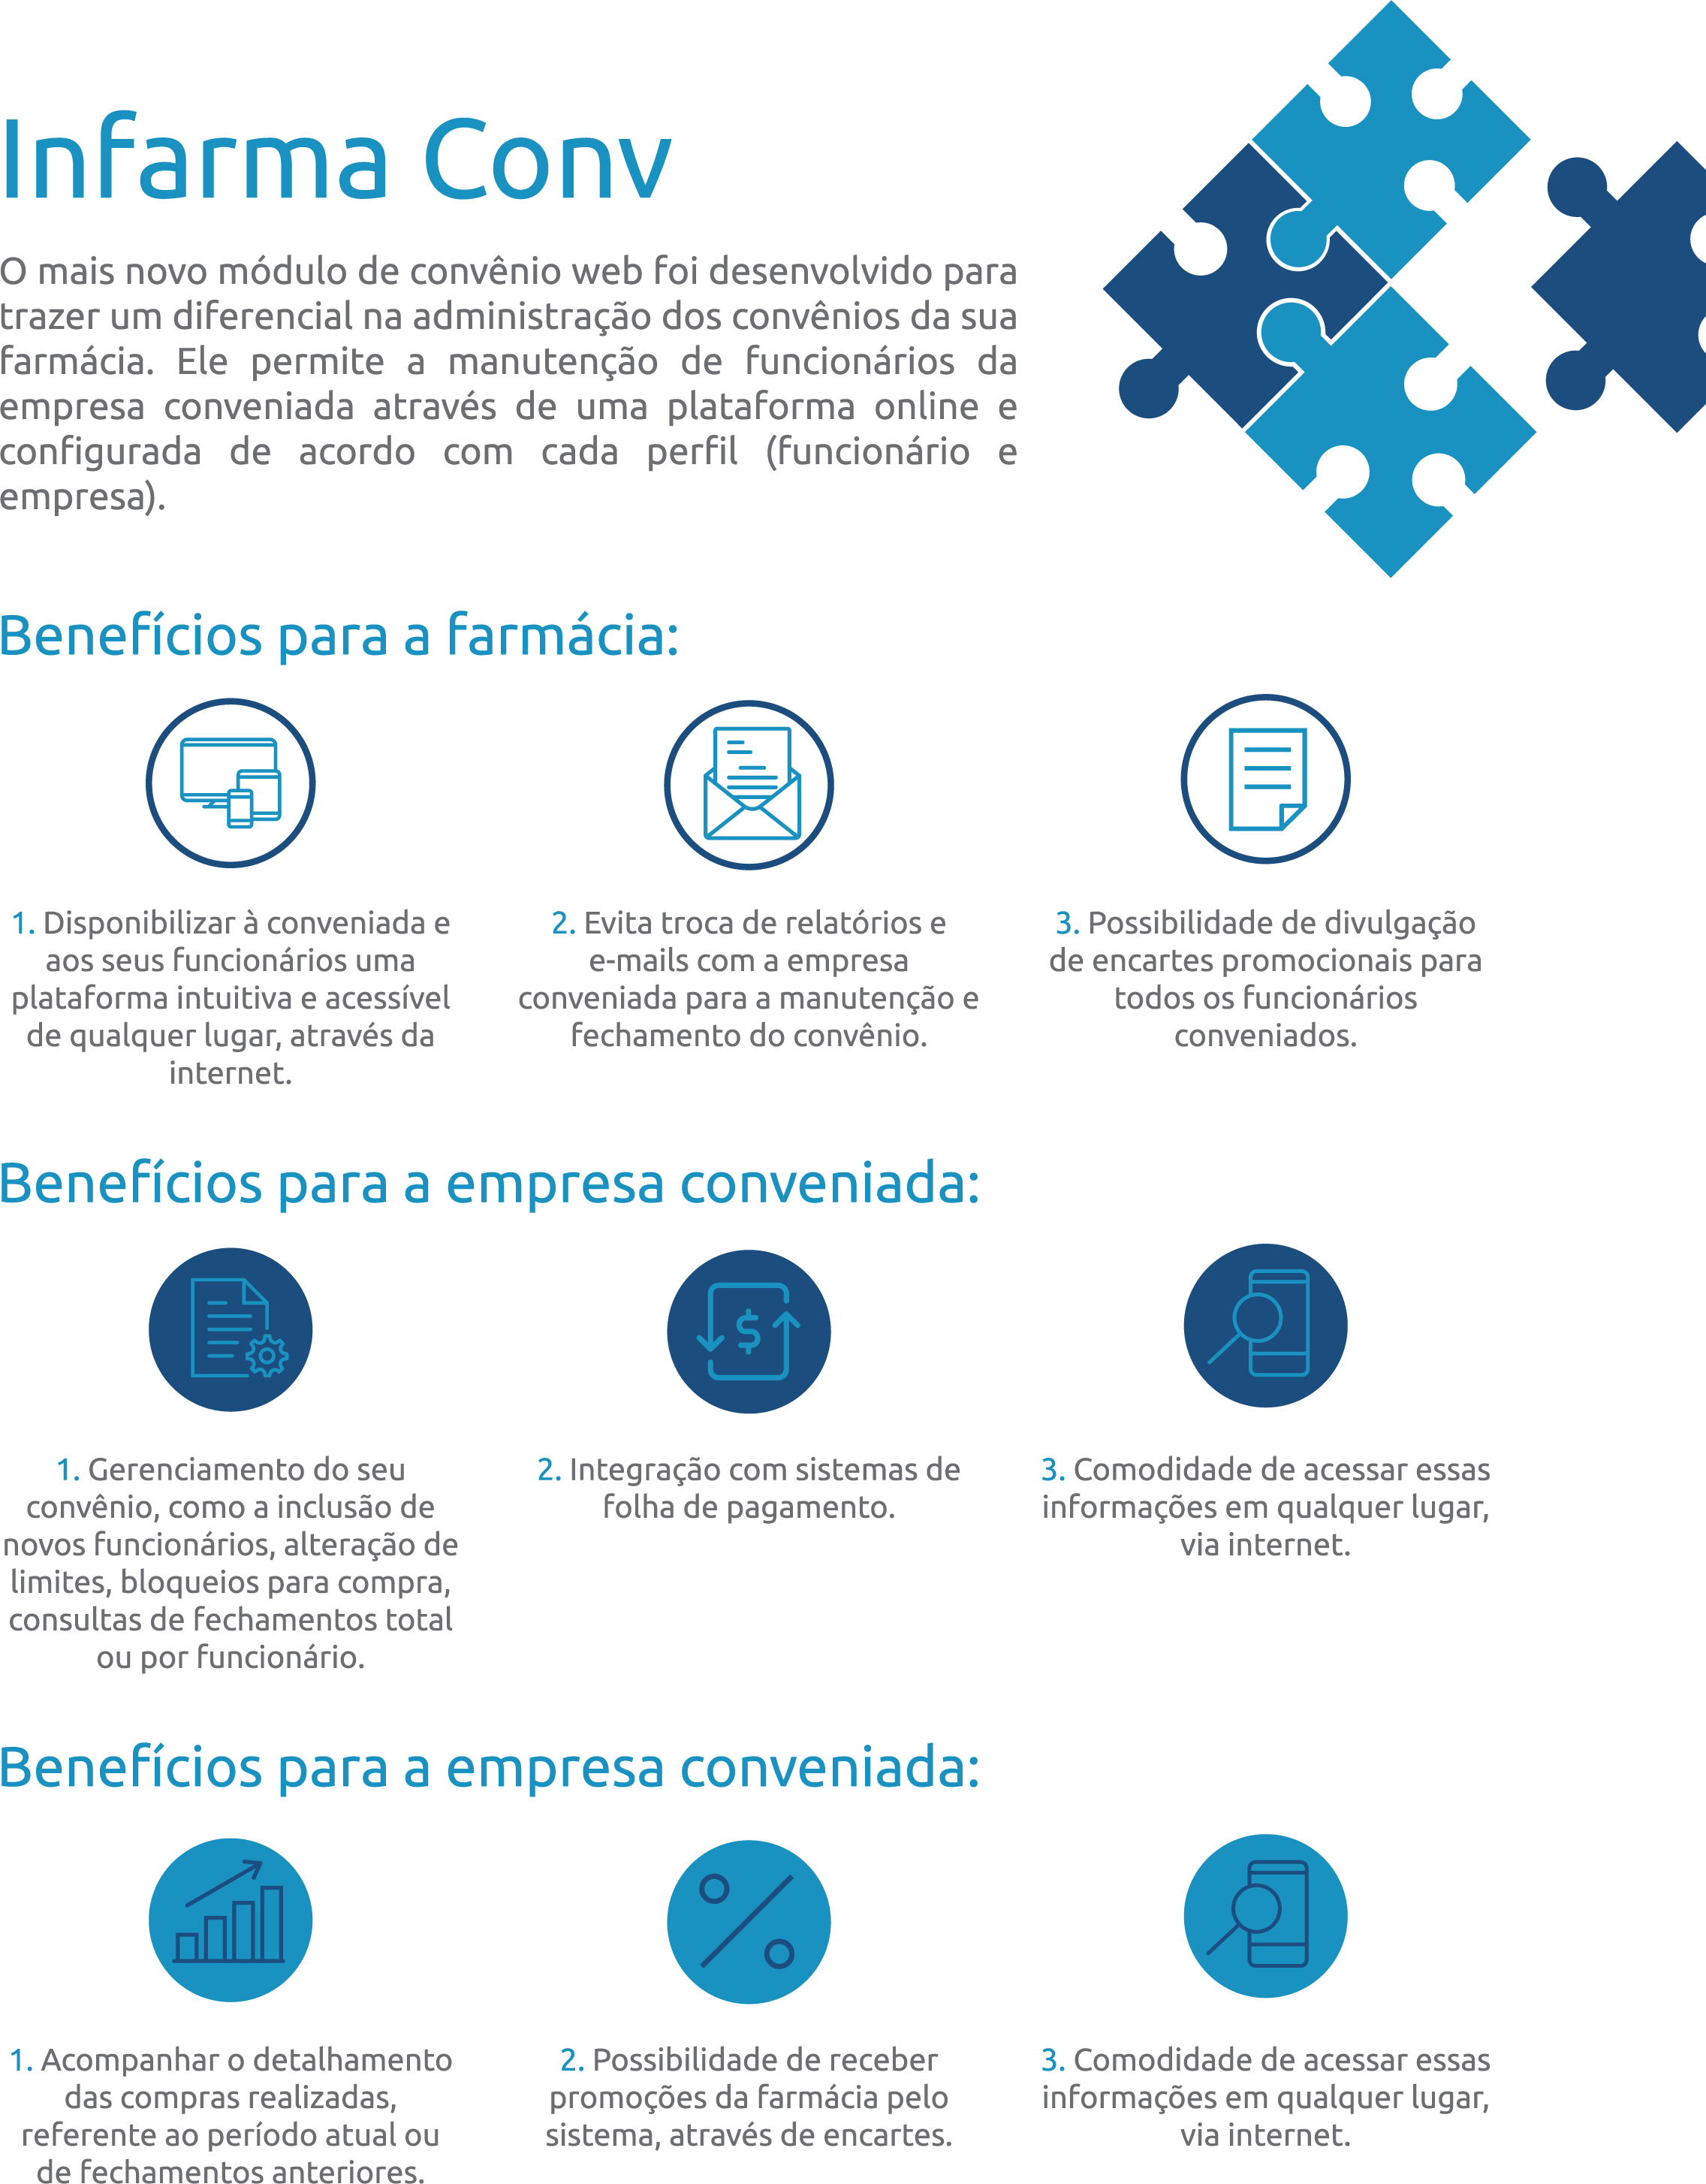 Infarma Conv
O mais novo módulo de convênio web foi desenvolvido para
trazer um diferencial na administração dos convênios da sua
farmácia. Ele permite a manutenção de funcionários da
empresa conveniada através de uma plataforma online e
configurada de acordo com cada perfil (funcionário e
empresa).
Benefícios para a farmácia:
1. Disponibilizar à conveniada e
aos seus funcionários uma
plataforma intuitiva e acessível
de qualquer lugar, através da
internet.
2. Evita troca de relatórios e
e-mails com a empresa
conveniada para a manutenção e
fechamento do convênio.
3. Possibilidade de divulgação
de encartes promocionais para
todos os funcionários
conveniados.
Benefícios para a empresa conveniada:
$
1. Gerenciamento do seu
convênio, como a inclusão de
novos funcionários, alteração de
limites, bloqueios para compra,
consultas de fechamentos total
ou por funcionário.
2. Integração com sistemas de
folha de pagamento.
3. Comodidade de acessar essas
informações em qualquer lugar,
via internet.
Benefícios para a empresa conveniada:
%
1. Acompanhar o detalhamento
das compras realizadas,
referente ao período atual ou
de fechamentos anteriores.
2. Possibilidade de receber
promoções da farmácia pelo
sistema, através de encartes.
3. Comodidade de acessar essas
informações em qualquer lugar,
via internet.